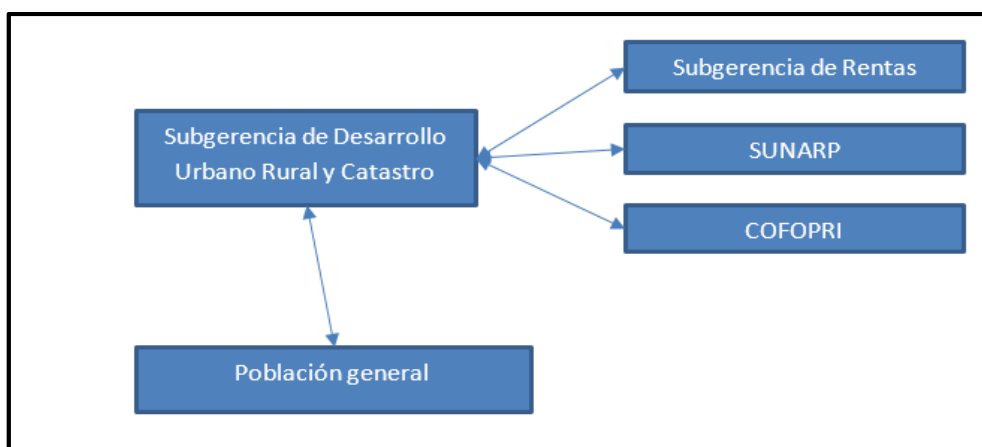 Subgerencia de Desarrollo
Urbano Rural y Catastro
Subgerencia de Rentas
SUNARP
COFOPRI
Población general